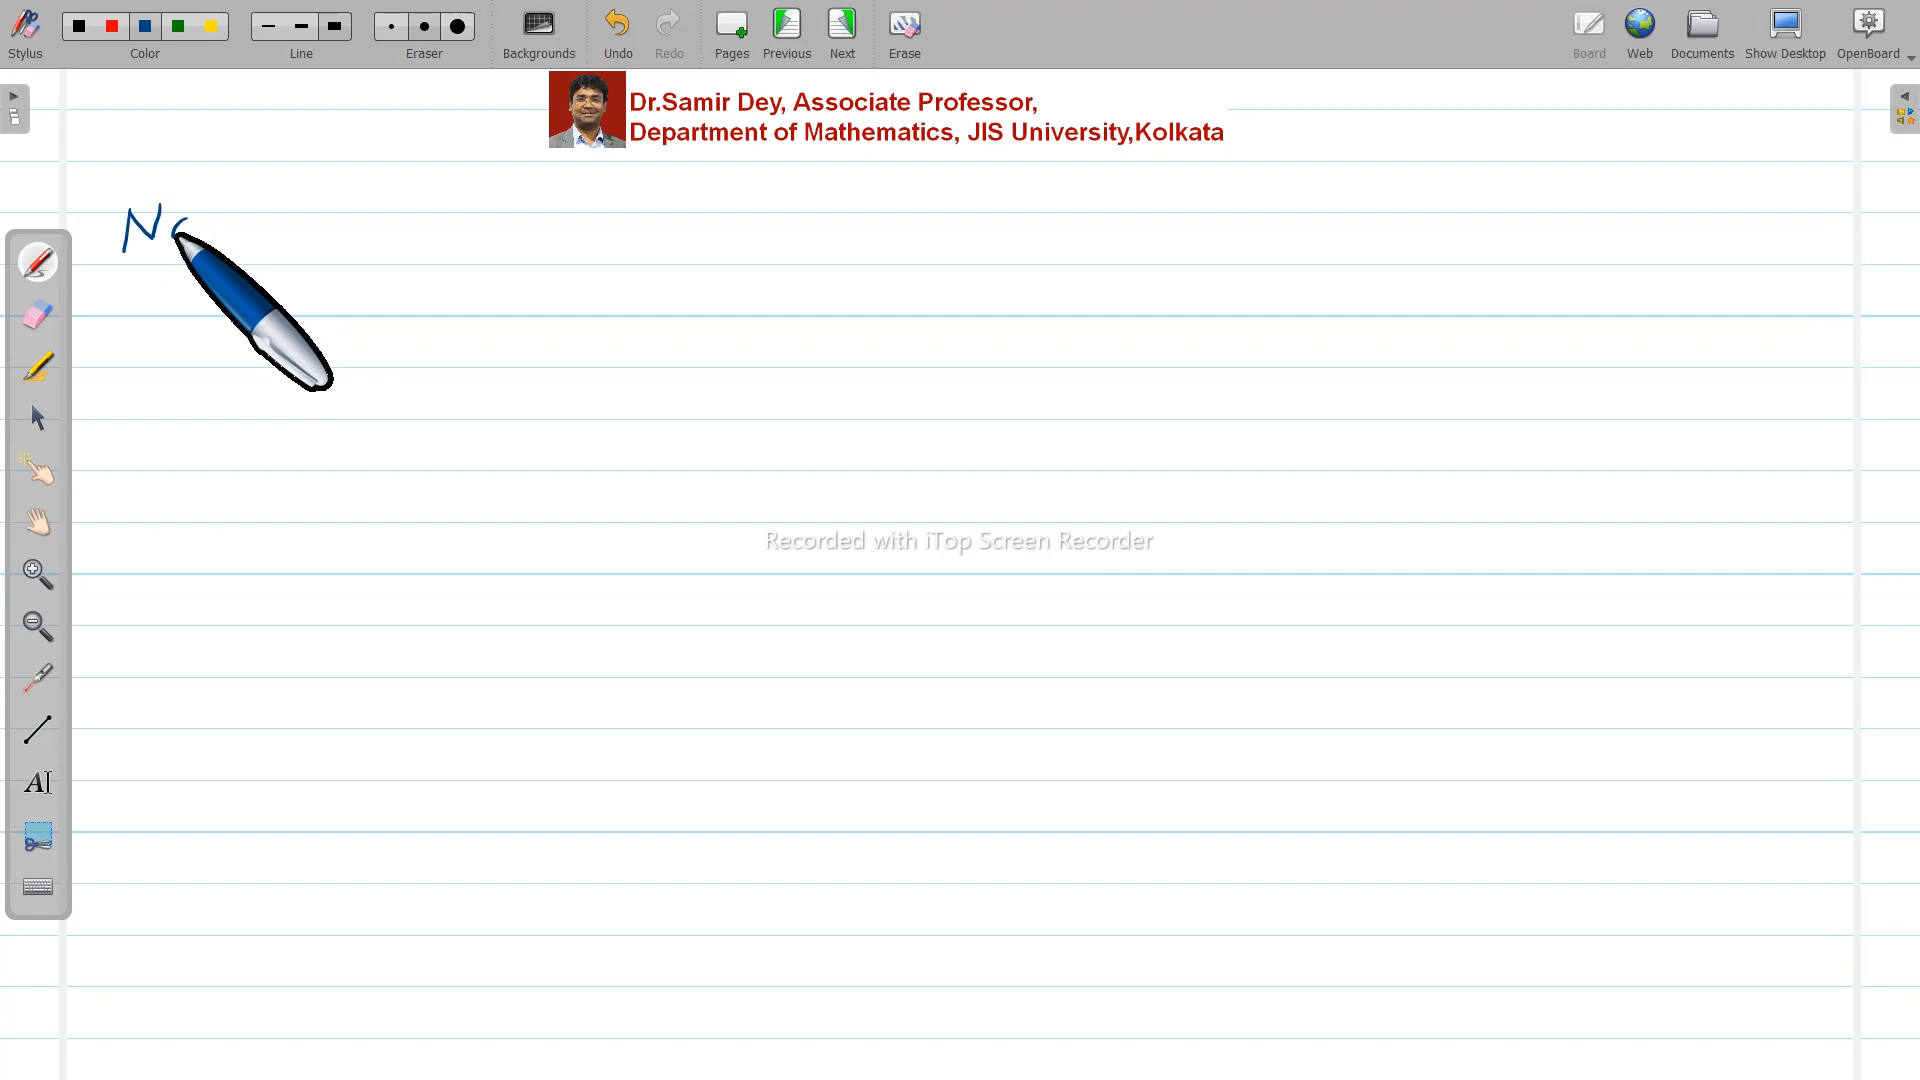 Stylus Color Line Eraser Backgrounds Undo Redo Pages Previous Next Erase Board Web Documents Show Desktop OpenBoard
Dr.Samir Dey, Associate Professor,
Department of Mathematics, JIS University,Kolkata
N
AI
Recorded with iTop Screen Recorder